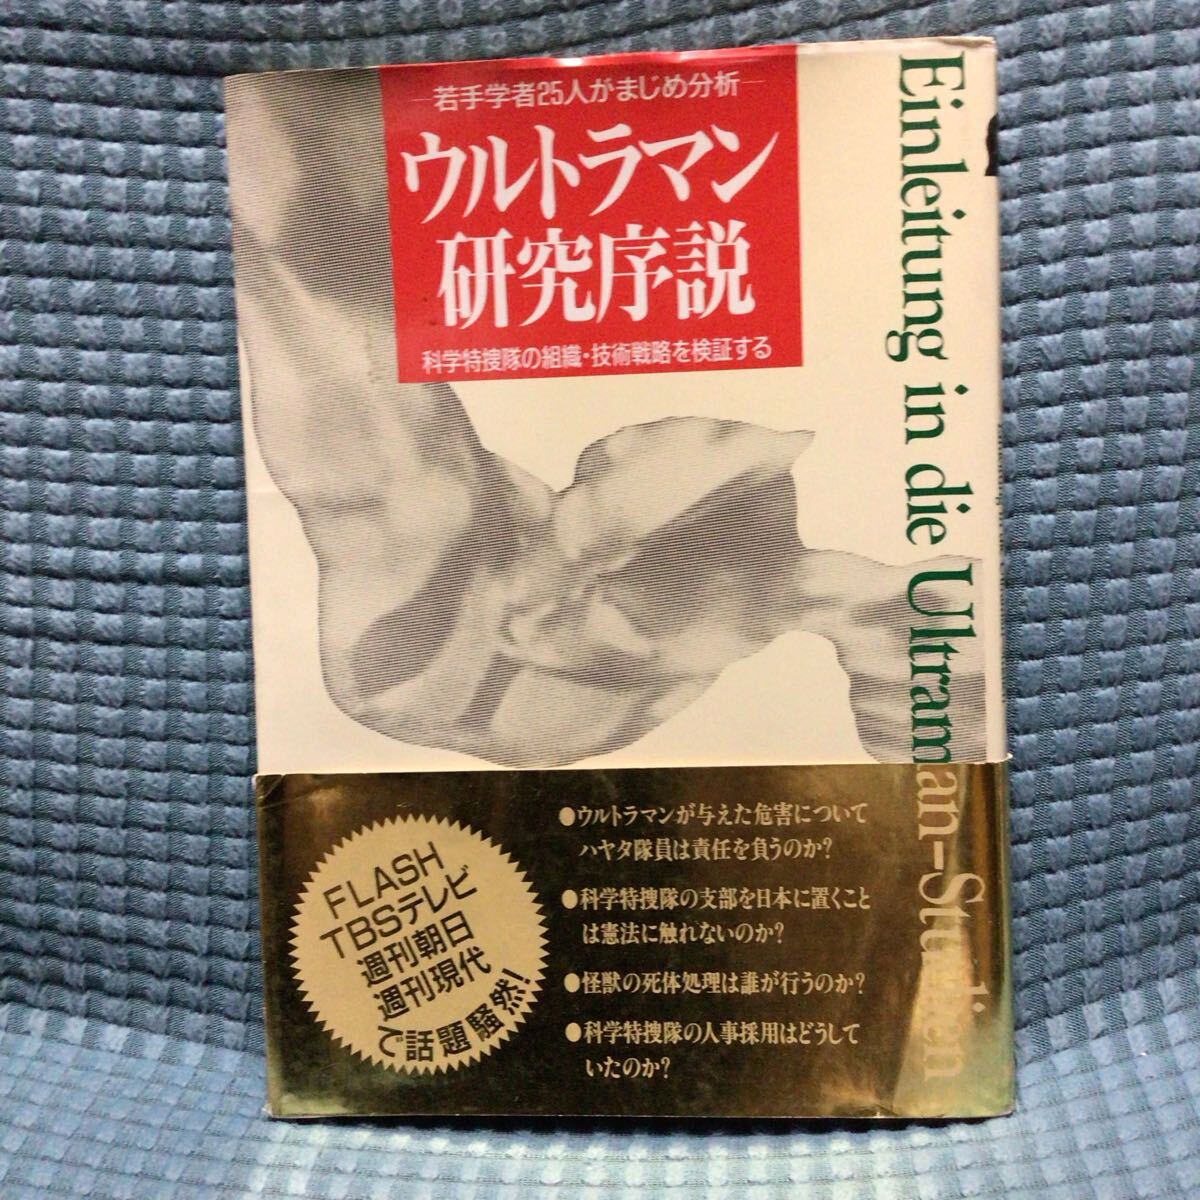 若手学者25人がまじめ分析
ウルトラマン
研究序説
科学特捜隊の組織・技術戦略を検証する
Einleitung in die Ultraman-Studien
FLASH
TBSテレビ
週刊朝日
週刊現代
で話題騒然!
●ウルトラマンが与えた危害について
ハヤタ隊員は責任を負うのか?
●科学特捜隊の支部を日本に置くこと
は憲法に触れないのか?
●怪獣の死体処理は誰が行うのか?
●科学特捜隊の人事採用はどうして
いたのか?